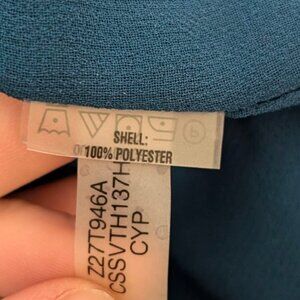 SHELL:
100% POLYESTER
Z27T946A
CSSVTH137H
CYP